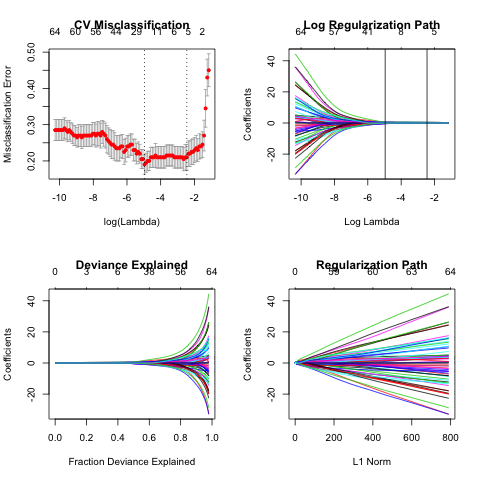 CV Misclassification
64 60 56 44 29 11 6 5 2
Misclassification Error
0.50
0.40
0.30
0.20
-10 -8 -6 -4 -2
log(Lambda)
Log Regularization Path
64 57 41 8 5
Coefficients
40
20
0
-20
-10 -8 -6 -4 -2
Log Lambda
Deviance Explained
0 3 6 38 56 64
Coefficients
40
20
0
-20
0.0 0.2 0.4 0.6 0.8 1.0
Fraction Deviance Explained
Regularization Path
0 59 60 63 64
Coefficients
40
20
0
-20
0 200 400 600 800
L1 Norm